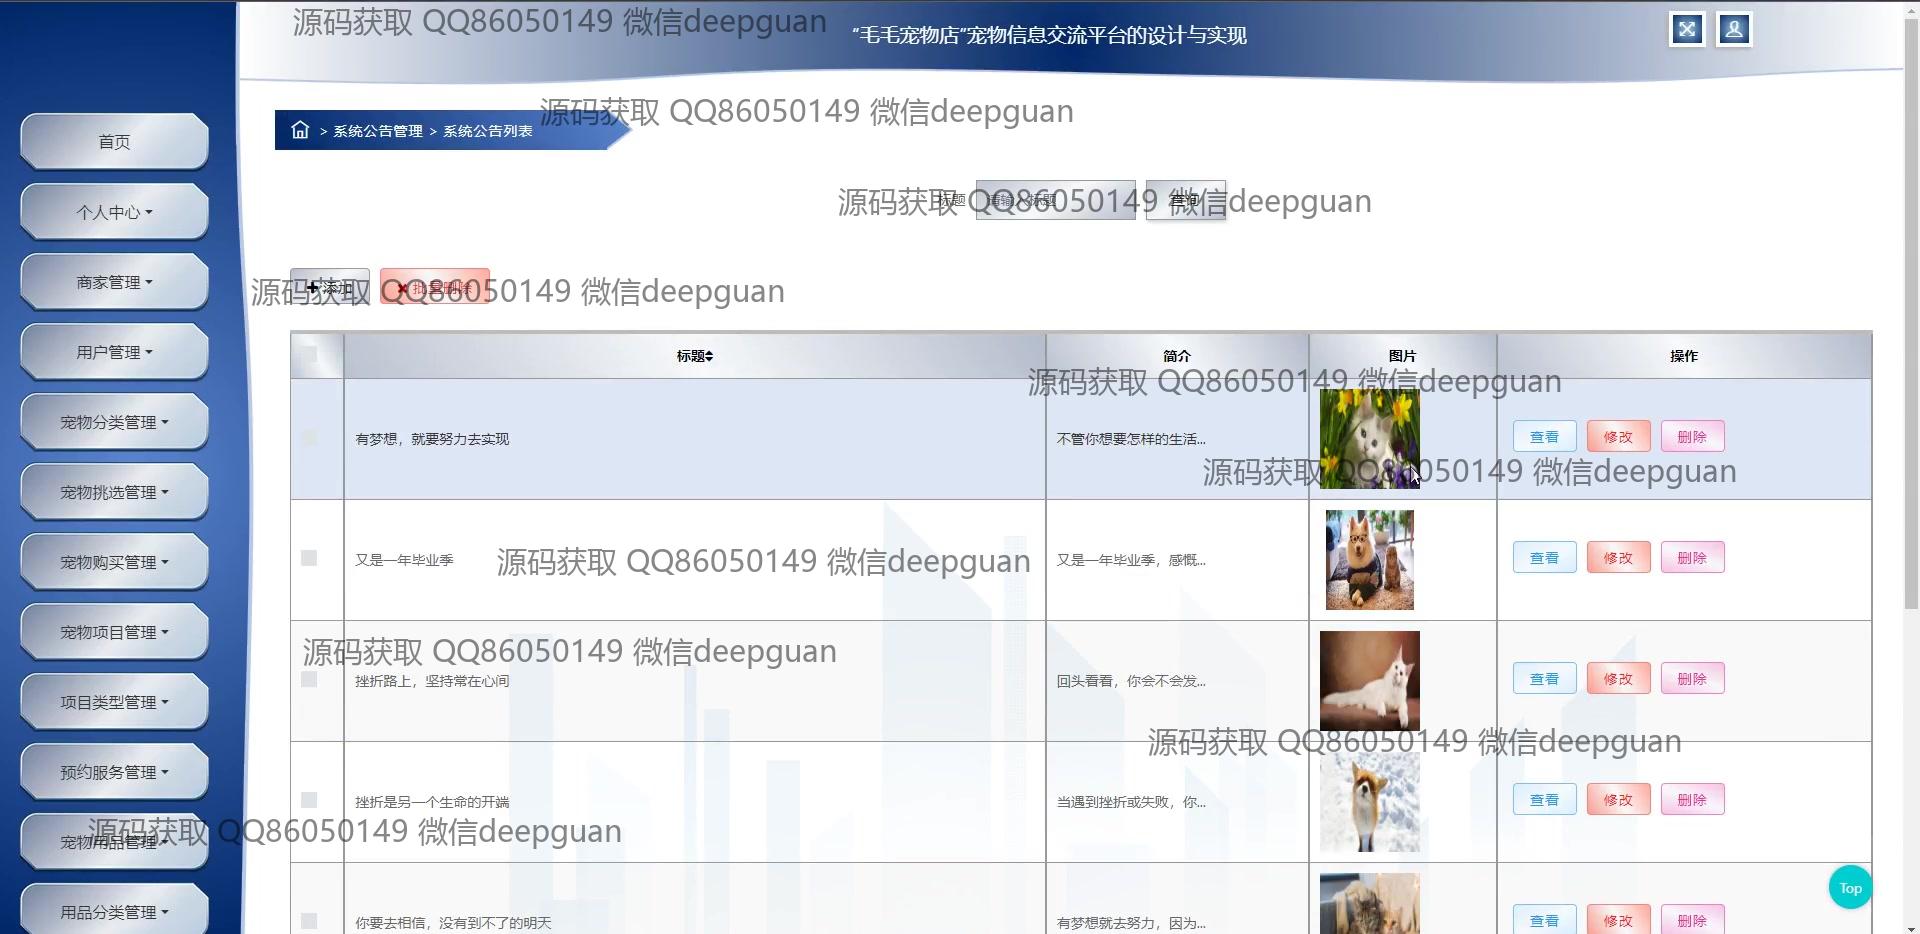 源码获取 QQ86050149 微信deepguan
“毛毛宠物店”宠物信息交流平台的设计与实现
源码获取 QQ86050149 微信deepguan
> 系统公告管理 > 系统公告列表
首页
个人中心
商家管理
用户管理
宠物分类管理
宠物挑选管理
宠物购买管理
宠物项目管理
项目类型管理
预约服务管理
宠物用品管理
用品分类管理
源码获取 QQ86050149 微信deepguan
标题 请输入标题 查询
源码获取 QQ86050149 微信deepguan
添加 批量删除
标题 简介 图片 操作
源码获取 QQ86050149 微信deepguan
有梦想，就要努力去实现 不管你想要怎样的生活... 查看 修改 删除
源码获取 QQ86050149 微信deepguan
又是一年毕业季 又是一年毕业季，感慨... 查看 修改 删除
源码获取 QQ86050149 微信deepguan
源码获取 QQ86050149 微信deepguan
挫折路上，坚持常在心间 回头看看，你会不会发... 查看 修改 删除
源码获取 QQ86050149 微信deepguan
挫折是另一个生命的开端 当遇到挫折或失败，你... 查看 修改 删除
源码获取 QQ86050149 微信deepguan
Top
你要去相信，没有到不了的明天 有梦想就去努力，因为... 查看 修改 删除